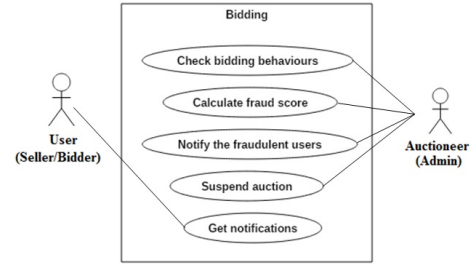 Bidding
Check bidding behaviours
Calculate fraud score
Notify the fraudulent users
Suspend auction
Get notifications
User
(Seller/Bidder)
Auctioneer
(Admin)